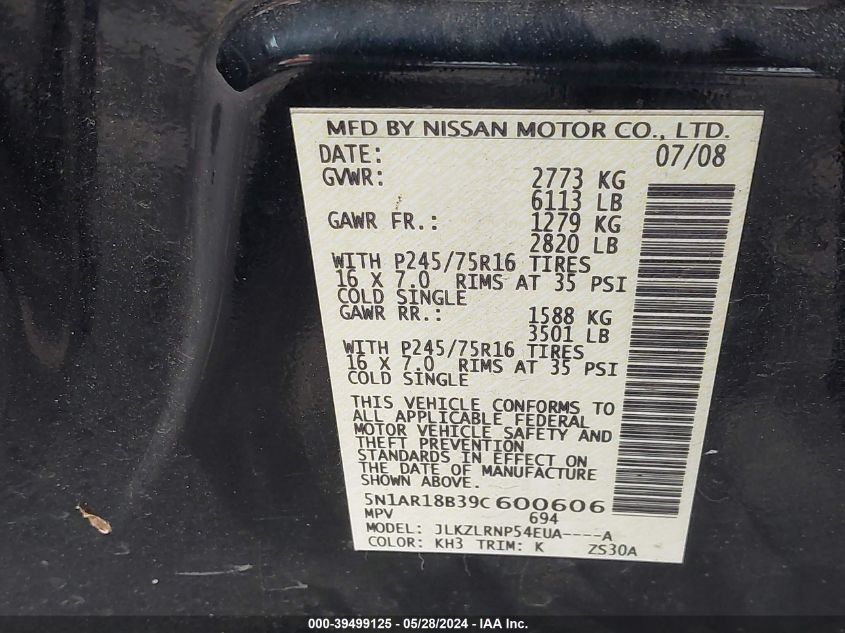 MFD BY NISSAN MOTOR CO., LTD.
DATE: 07/08
GVWR: 2773 KG
6113 LB
GAWR FR.: 1279 KG
2820 LB
WITH P245/75R16 TIRES
16 X 7.0 RIMS AT 35 PSI
COLD SINGLE
GAWR RR.: 1588 KG
3501 LB
WITH P245/75R16 TIRES
16 X 7.0 RIMS AT 35 PSI
COLD SINGLE
THIS VEHICLE CONFORMS TO
ALL APPLICABLE FEDERAL
MOTOR VEHICLE SAFETY AND
THEFT PREVENTION
STANDARDS IN EFFECT ON
THE DATE OF MANUFACTURE
SHOWN ABOVE.
5N1AR18B39C600606
MPV 694
MODEL: JLKZLRNP54EUA----A
COLOR: KH3 TRIM: K ZS30A
000-39499125 - 05/28/2024 - IAA Inc.